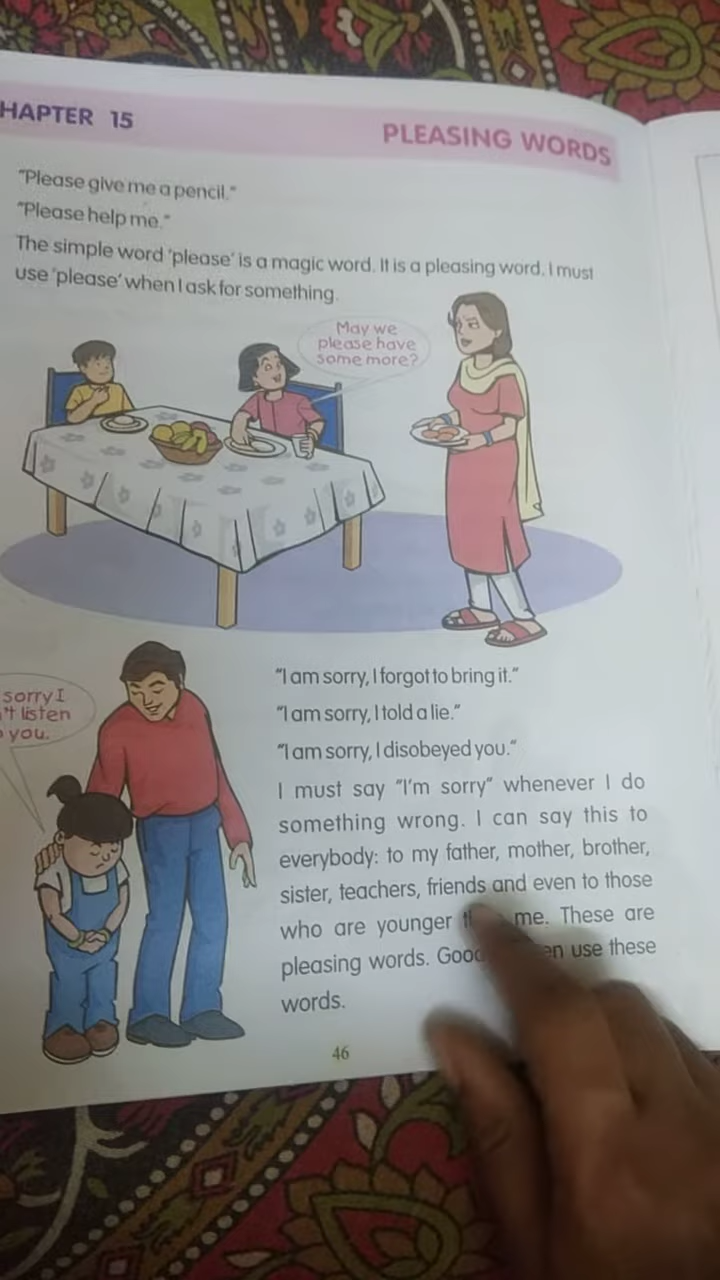 HAPTER 15
PLEASING WORDS
"Please give me a pencil."
"Please help me."
The simple word 'please' is a magic word. It is a pleasing word. I must
use 'please' when I ask for something.
May we
please have
some more?
sorry I
't listen
you.
"I am sorry, I forgot to bring it."
"I am sorry, I told a lie."
"I am sorry, I disobeyed you."
I must say "I'm sorry" whenever I do
something wrong. I can say this to
everybody: to my father, mother, brother,
sister, teachers, friends and even to those
who are younger me. These are
pleasing words. Good use these
words.
46